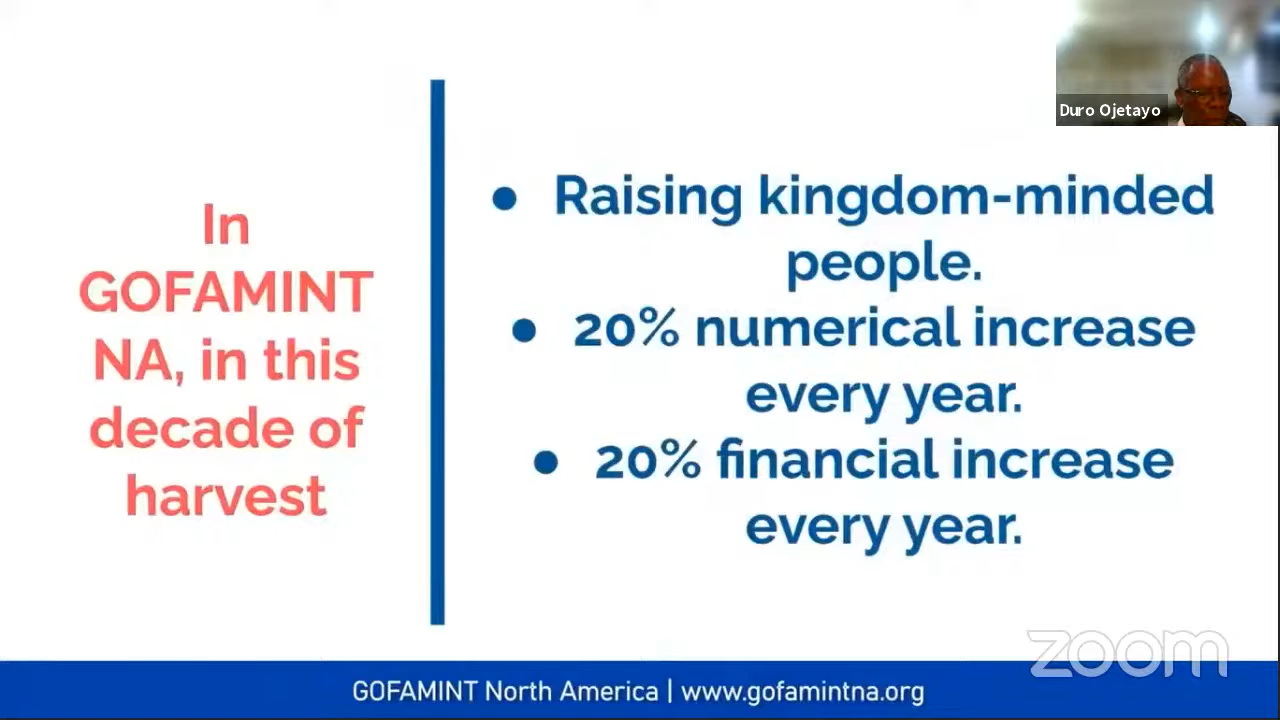 Duro Ojetayo
In
GOFAMINT
NA, in this
decade of
harvest
● Raising kingdom-minded
people.
● 20% numerical increase
every year.
● 20% financial increase
every year.
zoom
GOFAMINT North America | www.gofamintna.org